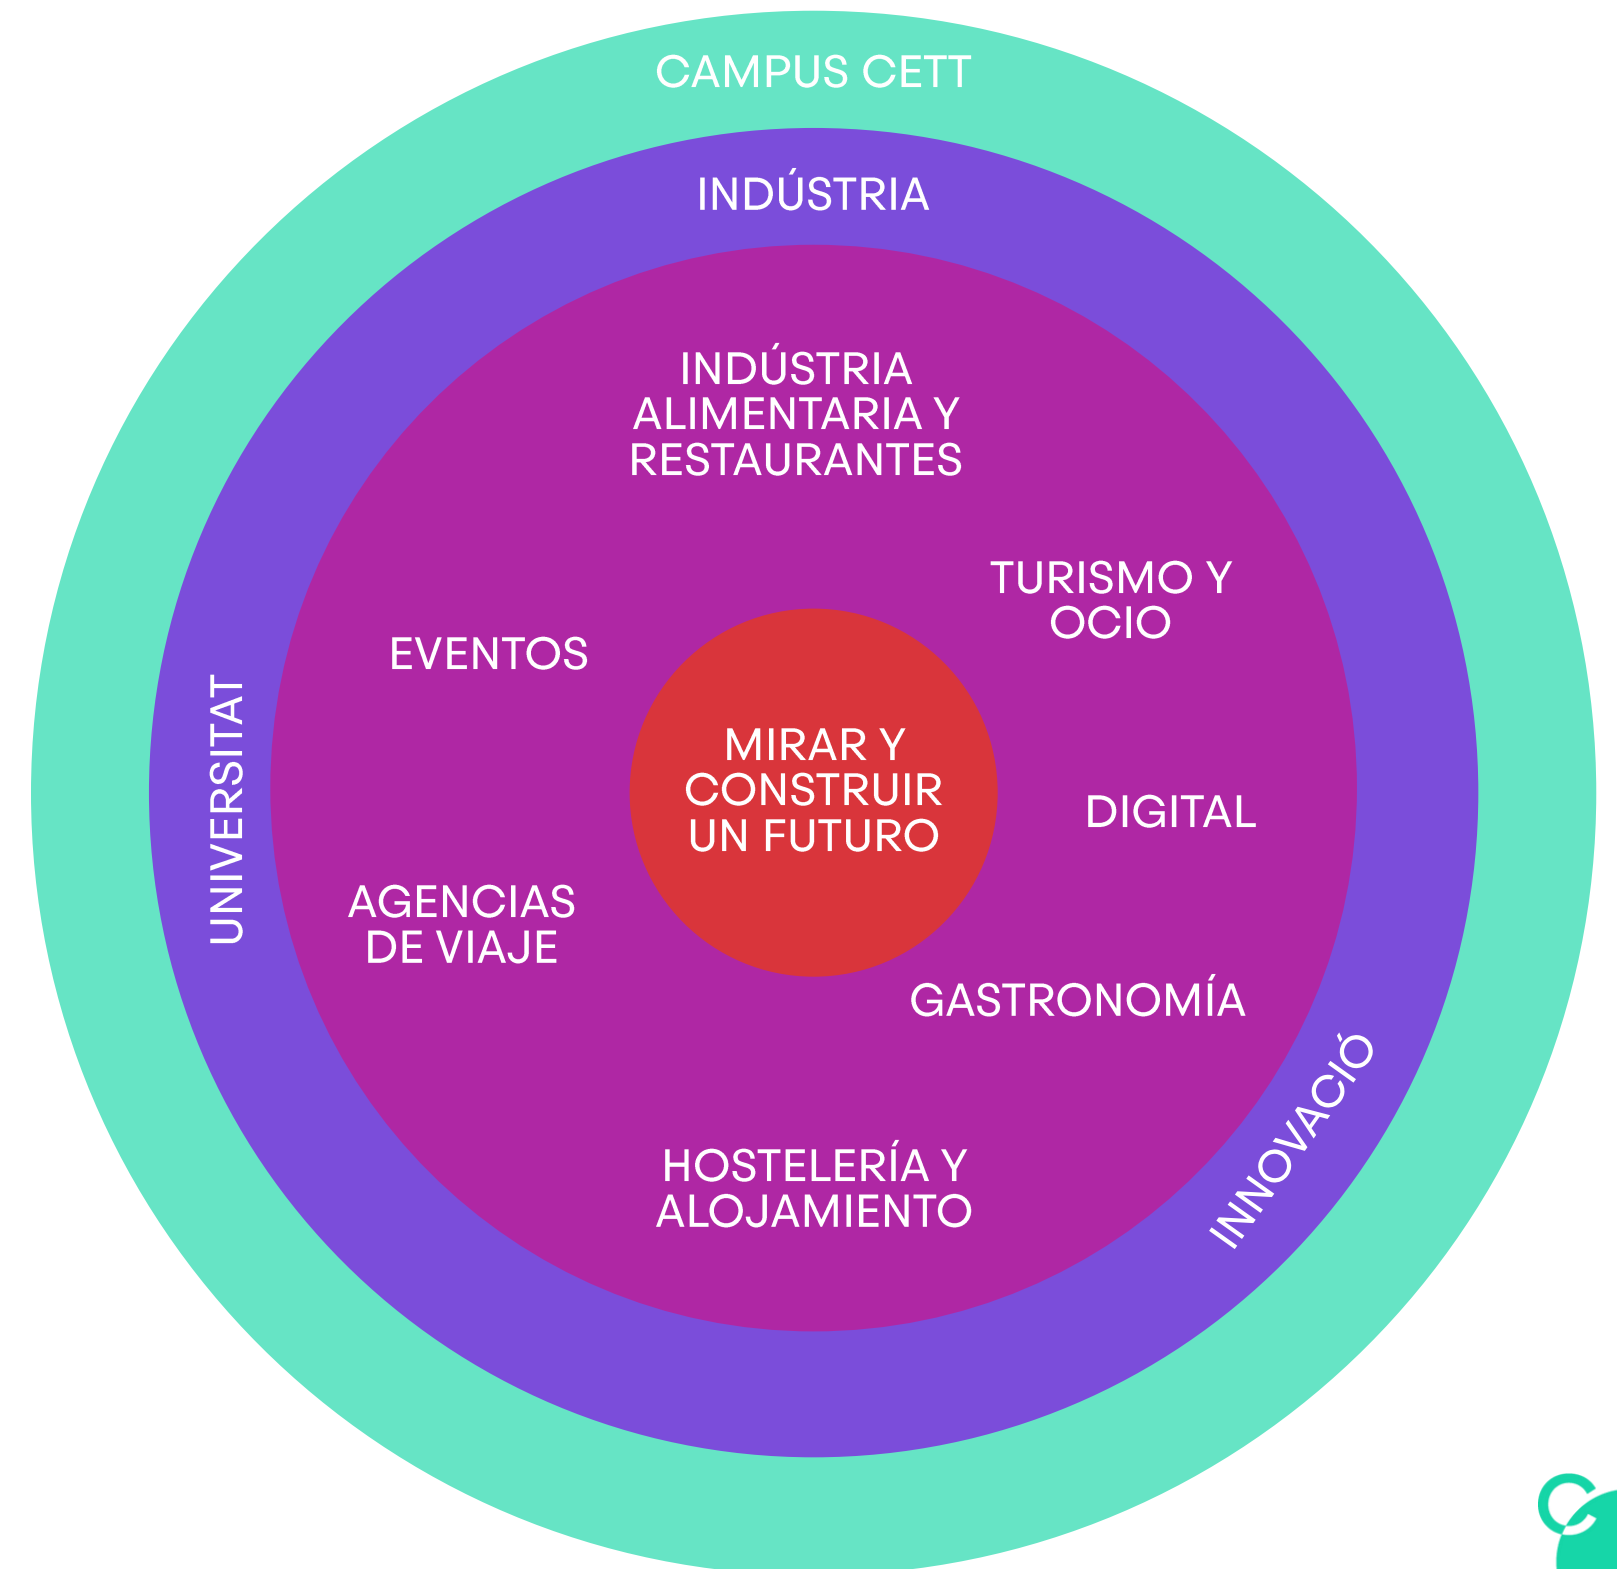 CAMPUS CETT
INDÚSTRIA
INDÚSTRIA
ALIMENTARIA Y
RESTAURANTES
TURISMO Y
OCIO
EVENTOS
MIRAR Y
CONSTRUIR
UN FUTURO
UNIVERSITAT
DIGITAL
AGENCIAS
DE VIAJE
GASTRONOMÍA
INNOVACIÓ
HOSTELERÍA Y
ALOJAMIENTO